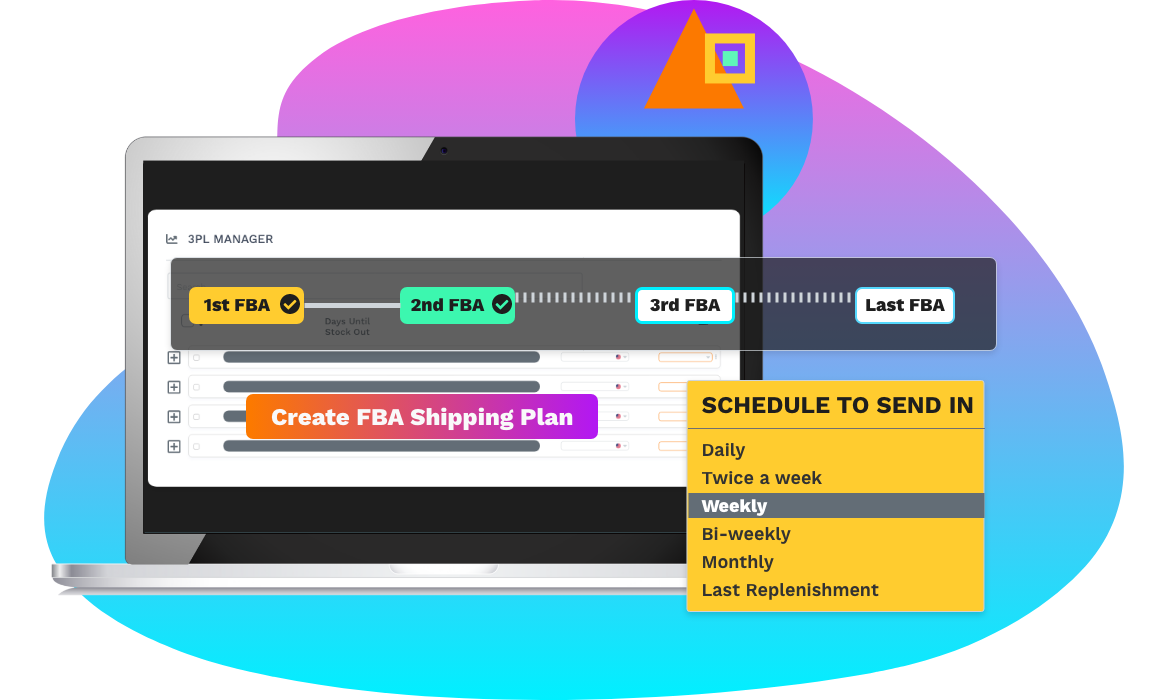 3PL MANAGER
1st FBA
2nd FBA
3rd FBA
Last FBA
Days Until
Stock Out
Create FBA Shipping Plan
SCHEDULE TO SEND IN
Daily
Twice a week
Weekly
Bi-weekly
Monthly
Last Replenishment